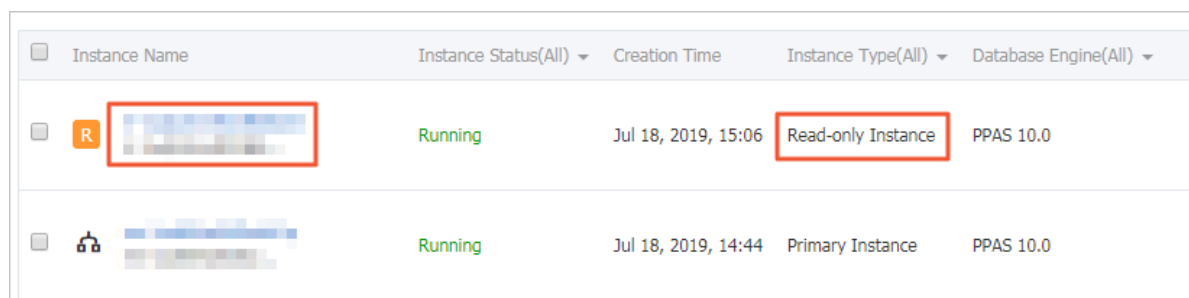 Instance Name Instance Status(All) Creation Time Instance Type(All) Database Engine(All)
R Running Jul 18, 2019, 15:06 Read-only Instance PPAS 10.0
Running Jul 18, 2019, 14:44 Primary Instance PPAS 10.0